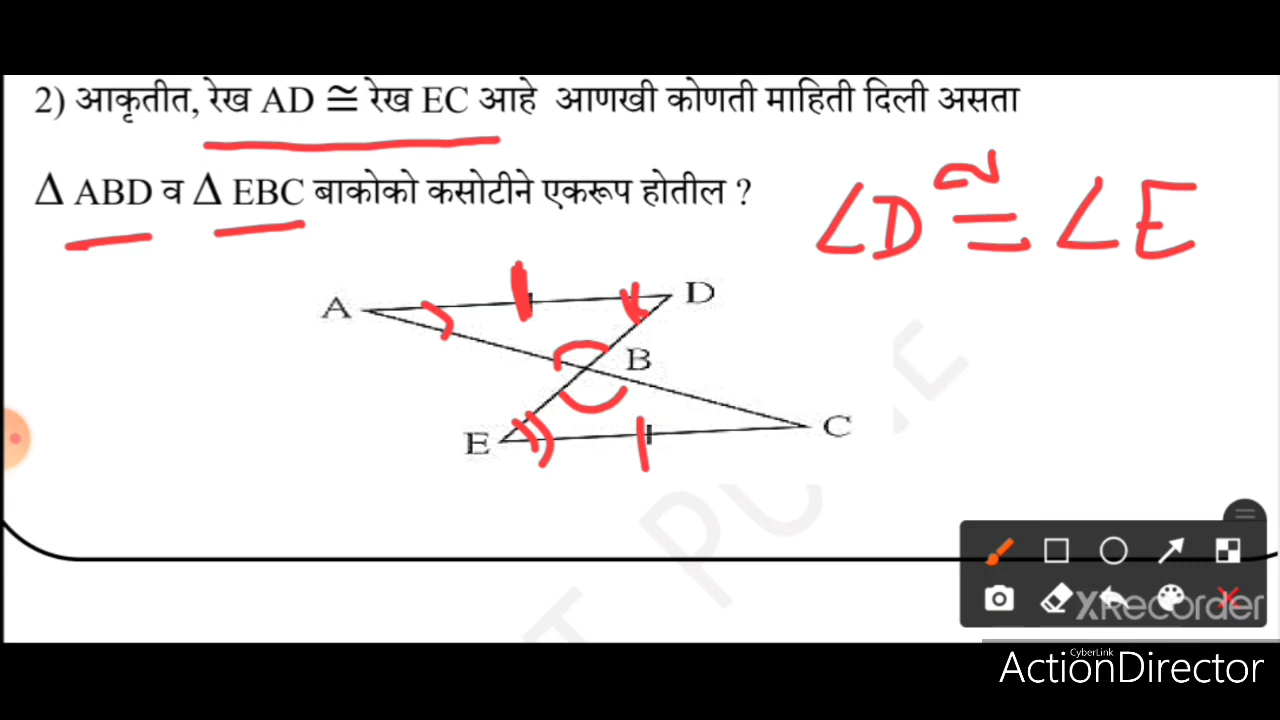 2) आकृतीत, रेख AD ≅ रेख EC आहे आणखी कोणती माहिती दिली असता
Δ ABD व Δ EBC बाकोको कसोटीने एकरूप होतील ?
∠D ≅ ∠E
A
D
B
E
C
XRecorder
CyberLink
ActionDirector